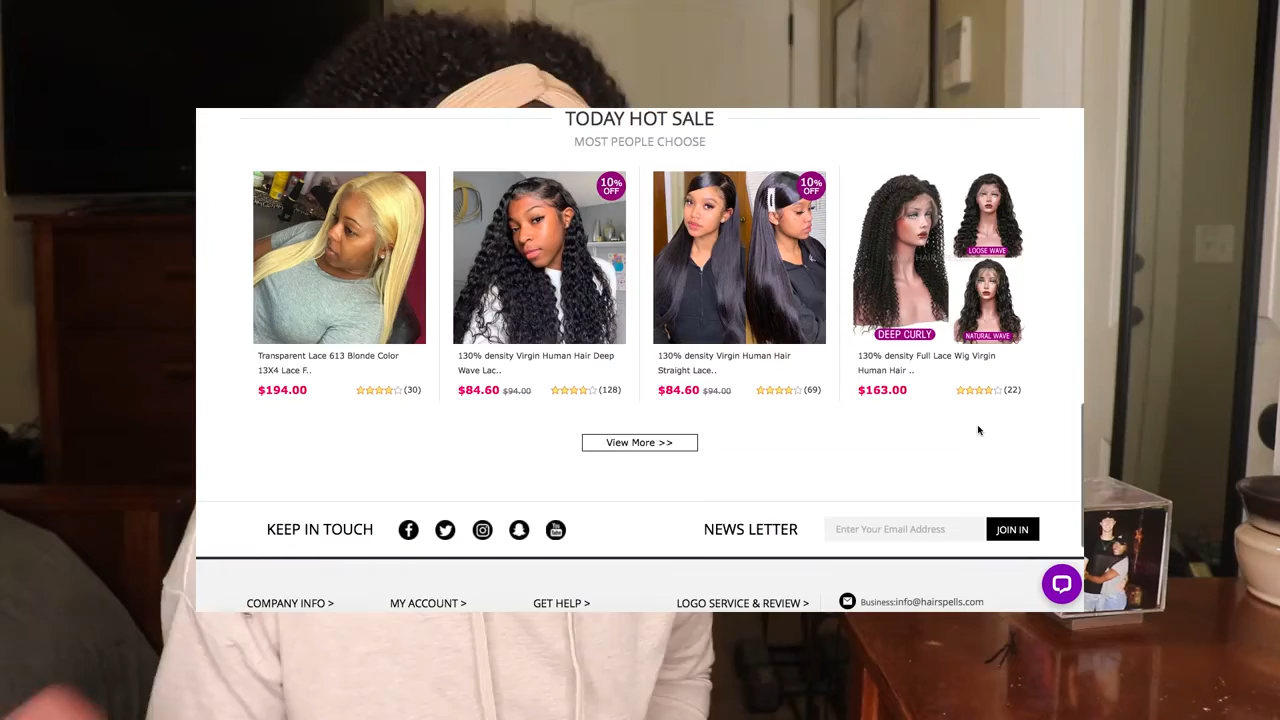 TODAY HOT SALE
MOST PEOPLE CHOOSE
10%
OFF
10%
OFF
LOOSE WAVE
DEEP CURLY
NATURAL WAVE
Transparent Lace 613 Blonde Color
13X4 Lace F..
$194.00 (30)
130% density Virgin Human Hair Deep
Wave Lac..
$84.60 $94.00 (128)
130% density Virgin Human Hair
Straight Lace..
$84.60 $94.00 (69)
130% density Full Lace Wig Virgin
Human Hair ..
$163.00 (22)
View More >>
KEEP IN TOUCH
You
Tube
NEWS LETTER
Enter Your Email Address
JOIN IN
COMPANY INFO >
MY ACCOUNT >
GET HELP >
LOGO SERVICE & REVIEW >
Business:info@hairspells.com